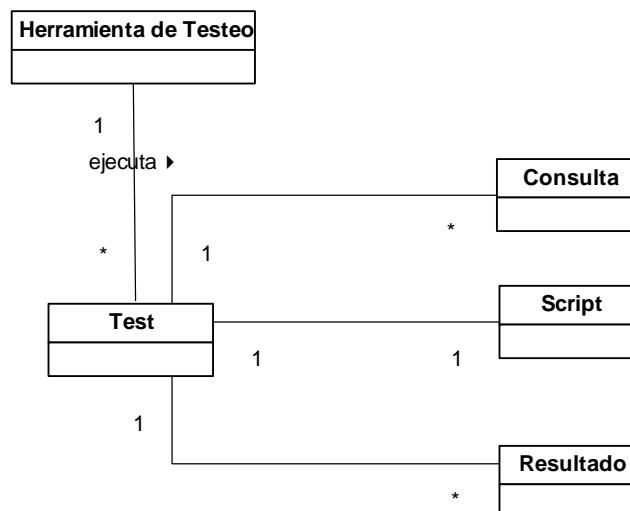 Herramienta de Testeo
1
ejecuta
Consulta
*
*
1
Script
Test
1
1
1
Resultado
*